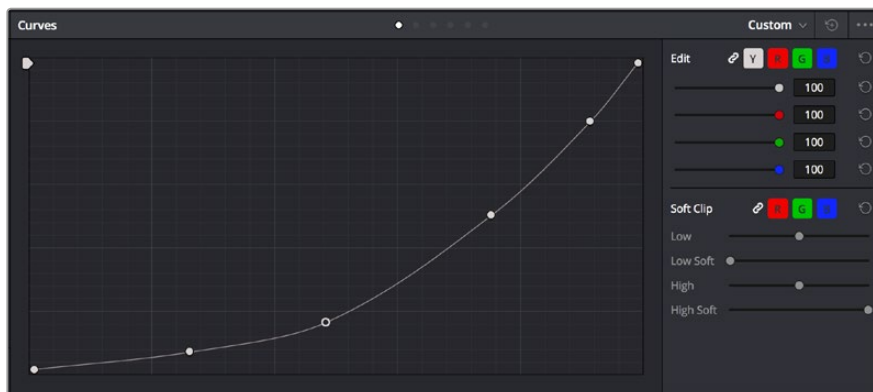 Curves
Custom
Edit Y R G B
100
100
100
100
Soft Clip R G B
Low
Low Soft
High
High Soft